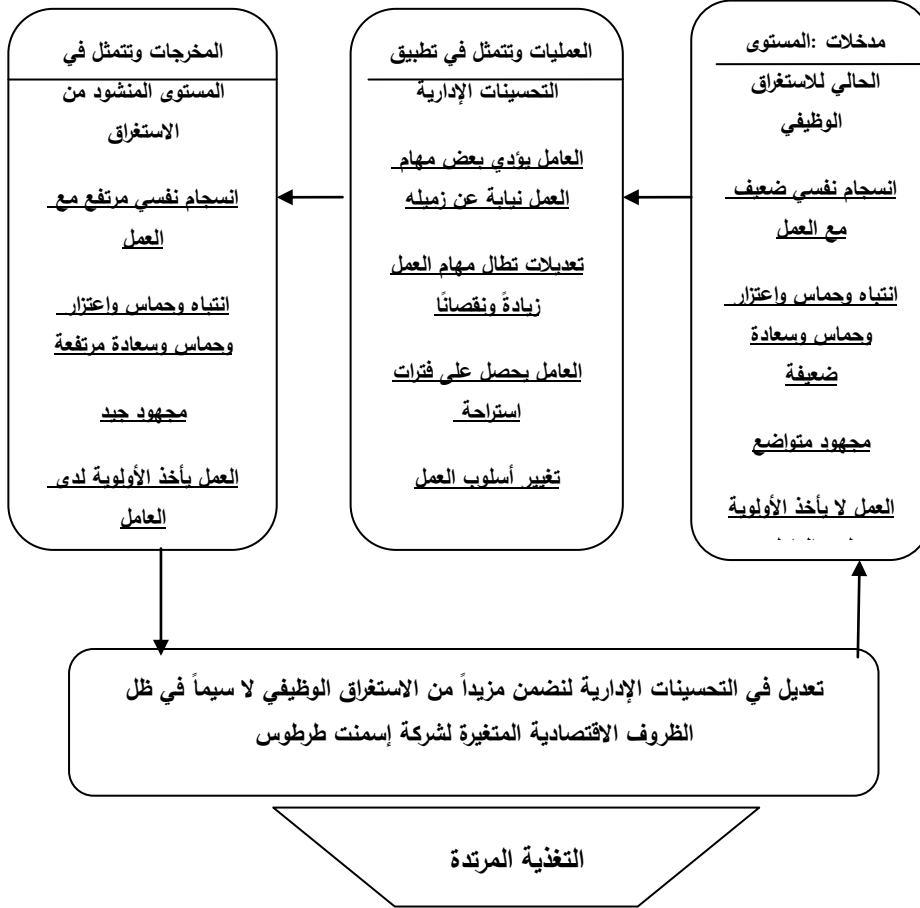 مدخلات :المستوى
الحالي للاستغراق
الوظيفي
انسجام نفسي ضعيف
مع العمل
انتباه وحماس واعتزاز
وحماس وسعادة
ضعيفة
مجهود متواضع
العمل لا يأخذ الأولوية
العمليات وتتمثل في تطبيق
التحسينات الإدارية
العامل يؤدي بعض مهام
العمل نيابة عن زميله
تعديلات تطال مهام العمل
زيادةً ونقصانًا
العامل يحصل على فترات
استراحة
تغيير أسلوب العمل
المخرجات وتتمثل في
المستوى المنشود من
الاستغراق
انسجام نفسي مرتفع مع
العمل
انتباه وحماس واعتزاز
وحماس وسعادة مرتفعة
مجهود جيد
العمل يأخذ الأولوية لدى
العامل
تعديل في التحسينات الإدارية لنضمن مزيداً من الاستغراق الوظيفي لا سيماً في ظل
الظروف الاقتصادية المتغيرة لشركة إسمنت طرطوس
التغذية المرتدة